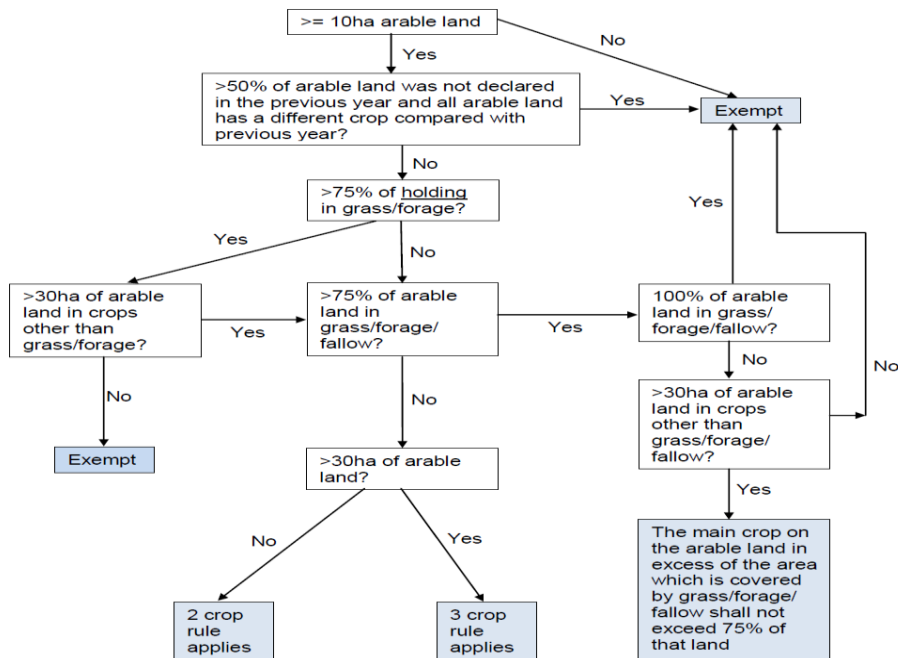 >= 10ha arable land
No
Yes
>50% of arable land was not declared
in the previous year and all arable land
has a different crop compared with
previous year?
Yes
Exempt
No
>75% of holding
in grass/forage?
Yes
Yes
No
>30ha of arable
land in crops
other than
grass/forage?
Yes
>75% of arable
land in
grass/forage/
fallow?
Yes
100% of arable
land in grass/
forage/fallow?
No
No
No
No
>30ha of arable
land in crops
other than
grass/forage/
fallow?
Exempt
>30ha of arable
land?
Yes
No
Yes
2 crop
rule
applies
3 crop
rule
applies
The main crop on
the arable land in
excess of the area
which is covered
by grass/forage/
fallow shall not
exceed 75% of
that land